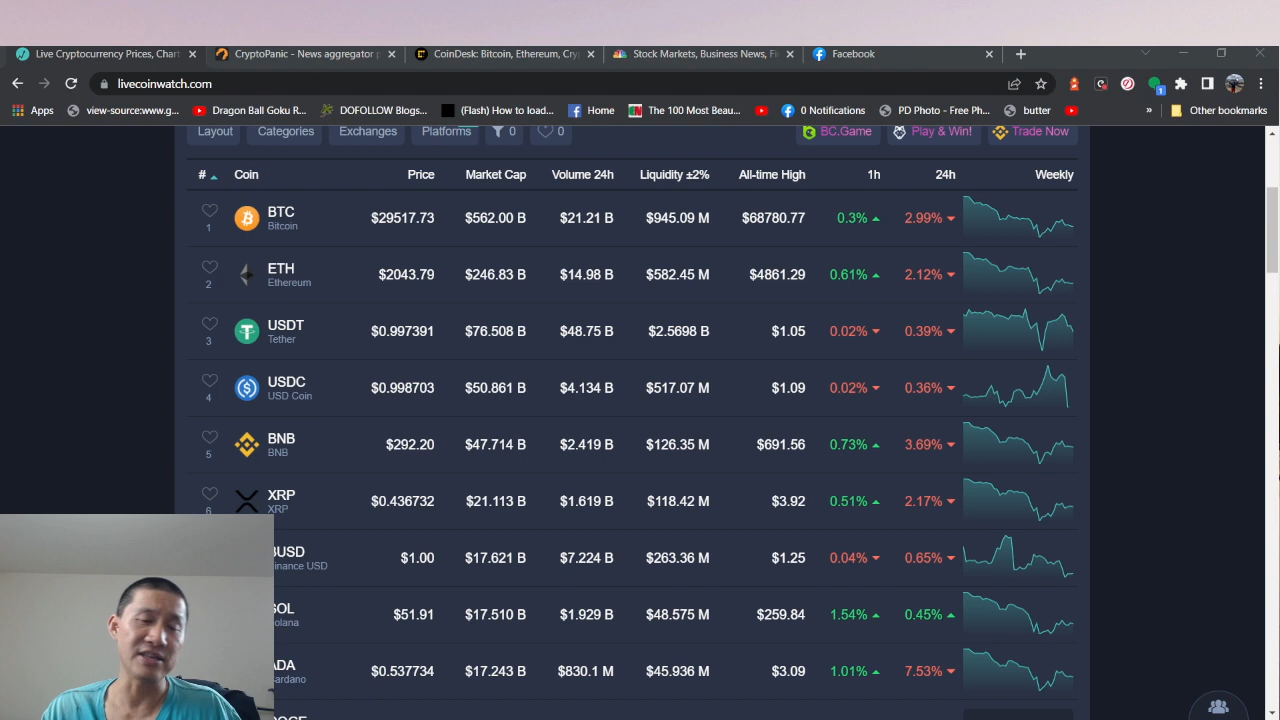 Live Cryptocurrency Prices, Chart
CryptoPanic - News aggregator p
CoinDesk: Bitcoin, Ethereum, Cryp
Stock Markets, Business News, Fi
Facebook
livecoinwatch.com
1
Apps
view-source:www.g...
Dragon Ball Goku R...
DOFOLLOW Blogs...
(Flash) How to load...
Home
The 100 Most Beau...
0 Notifications
PD Photo - Free Ph...
butter
»
Other bookmarks
Layout
Categories
Exchanges
Platforms
0
0
BC.Game
Play & Win!
Trade Now
# Coin Price Market Cap Volume 24h Liquidity ±2% All-time High 1h 24h Weekly
BTC $29517.73 $562.00 B $21.21 B $945.09 M $68780.77 0.3% 2.99%
1 Bitcoin
ETH $2043.79 $246.83 B $14.98 B $582.45 M $4861.29 0.61% 2.12%
2 Ethereum
USDT $0.997391 $76.508 B $48.75 B $2.5698 B $1.05 0.02% 0.39%
3 Tether
USDC $0.998703 $50.861 B $4.134 B $517.07 M $1.09 0.02% 0.36%
4 USD Coin
BNB $292.20 $47.714 B $2.419 B $126.35 M $691.56 0.73% 3.69%
5 BNB
XRP $0.436732 $21.113 B $1.619 B $118.42 M $3.92 0.51% 2.17%
6 XRP
BUSD $1.00 $17.621 B $7.224 B $263.36 M $1.25 0.04% 0.65%
inance USD
SOL $51.91 $17.510 B $1.929 B $48.575 M $259.84 1.54% 0.45%
olana
ADA $0.537734 $17.243 B $830.1 M $45.936 M $3.09 1.01% 7.53%
ardano